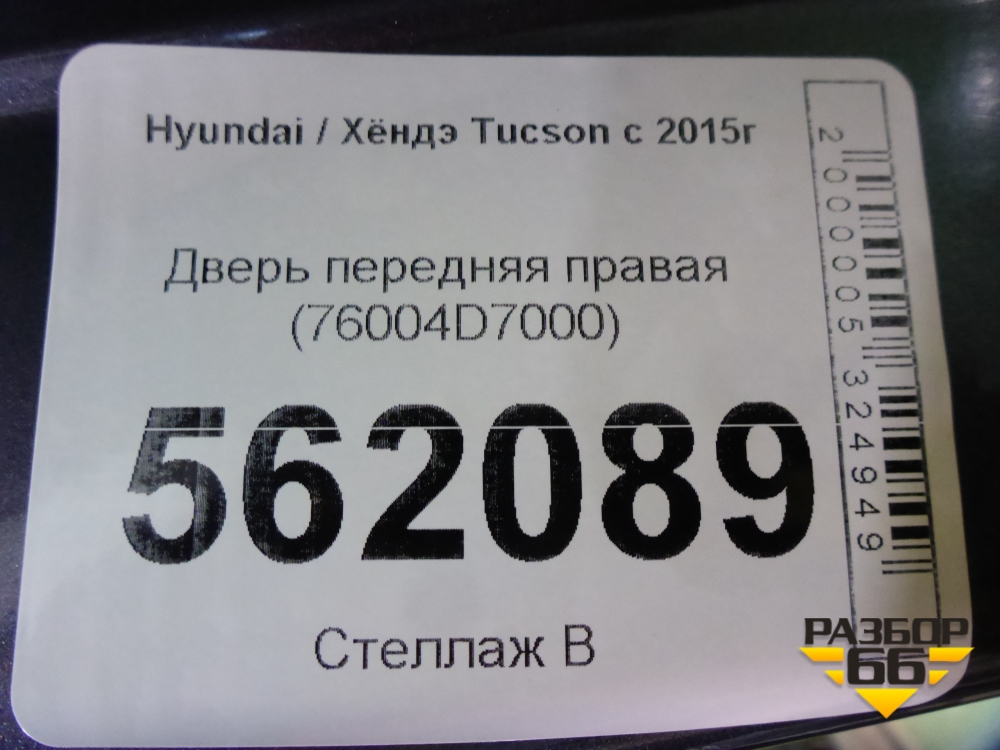 Hyundai / Хёндэ Tucson с 2015г
Дверь передняя правая
(76004D7000)
562089
Стеллаж В
2000005324949
РАЗБОР
66